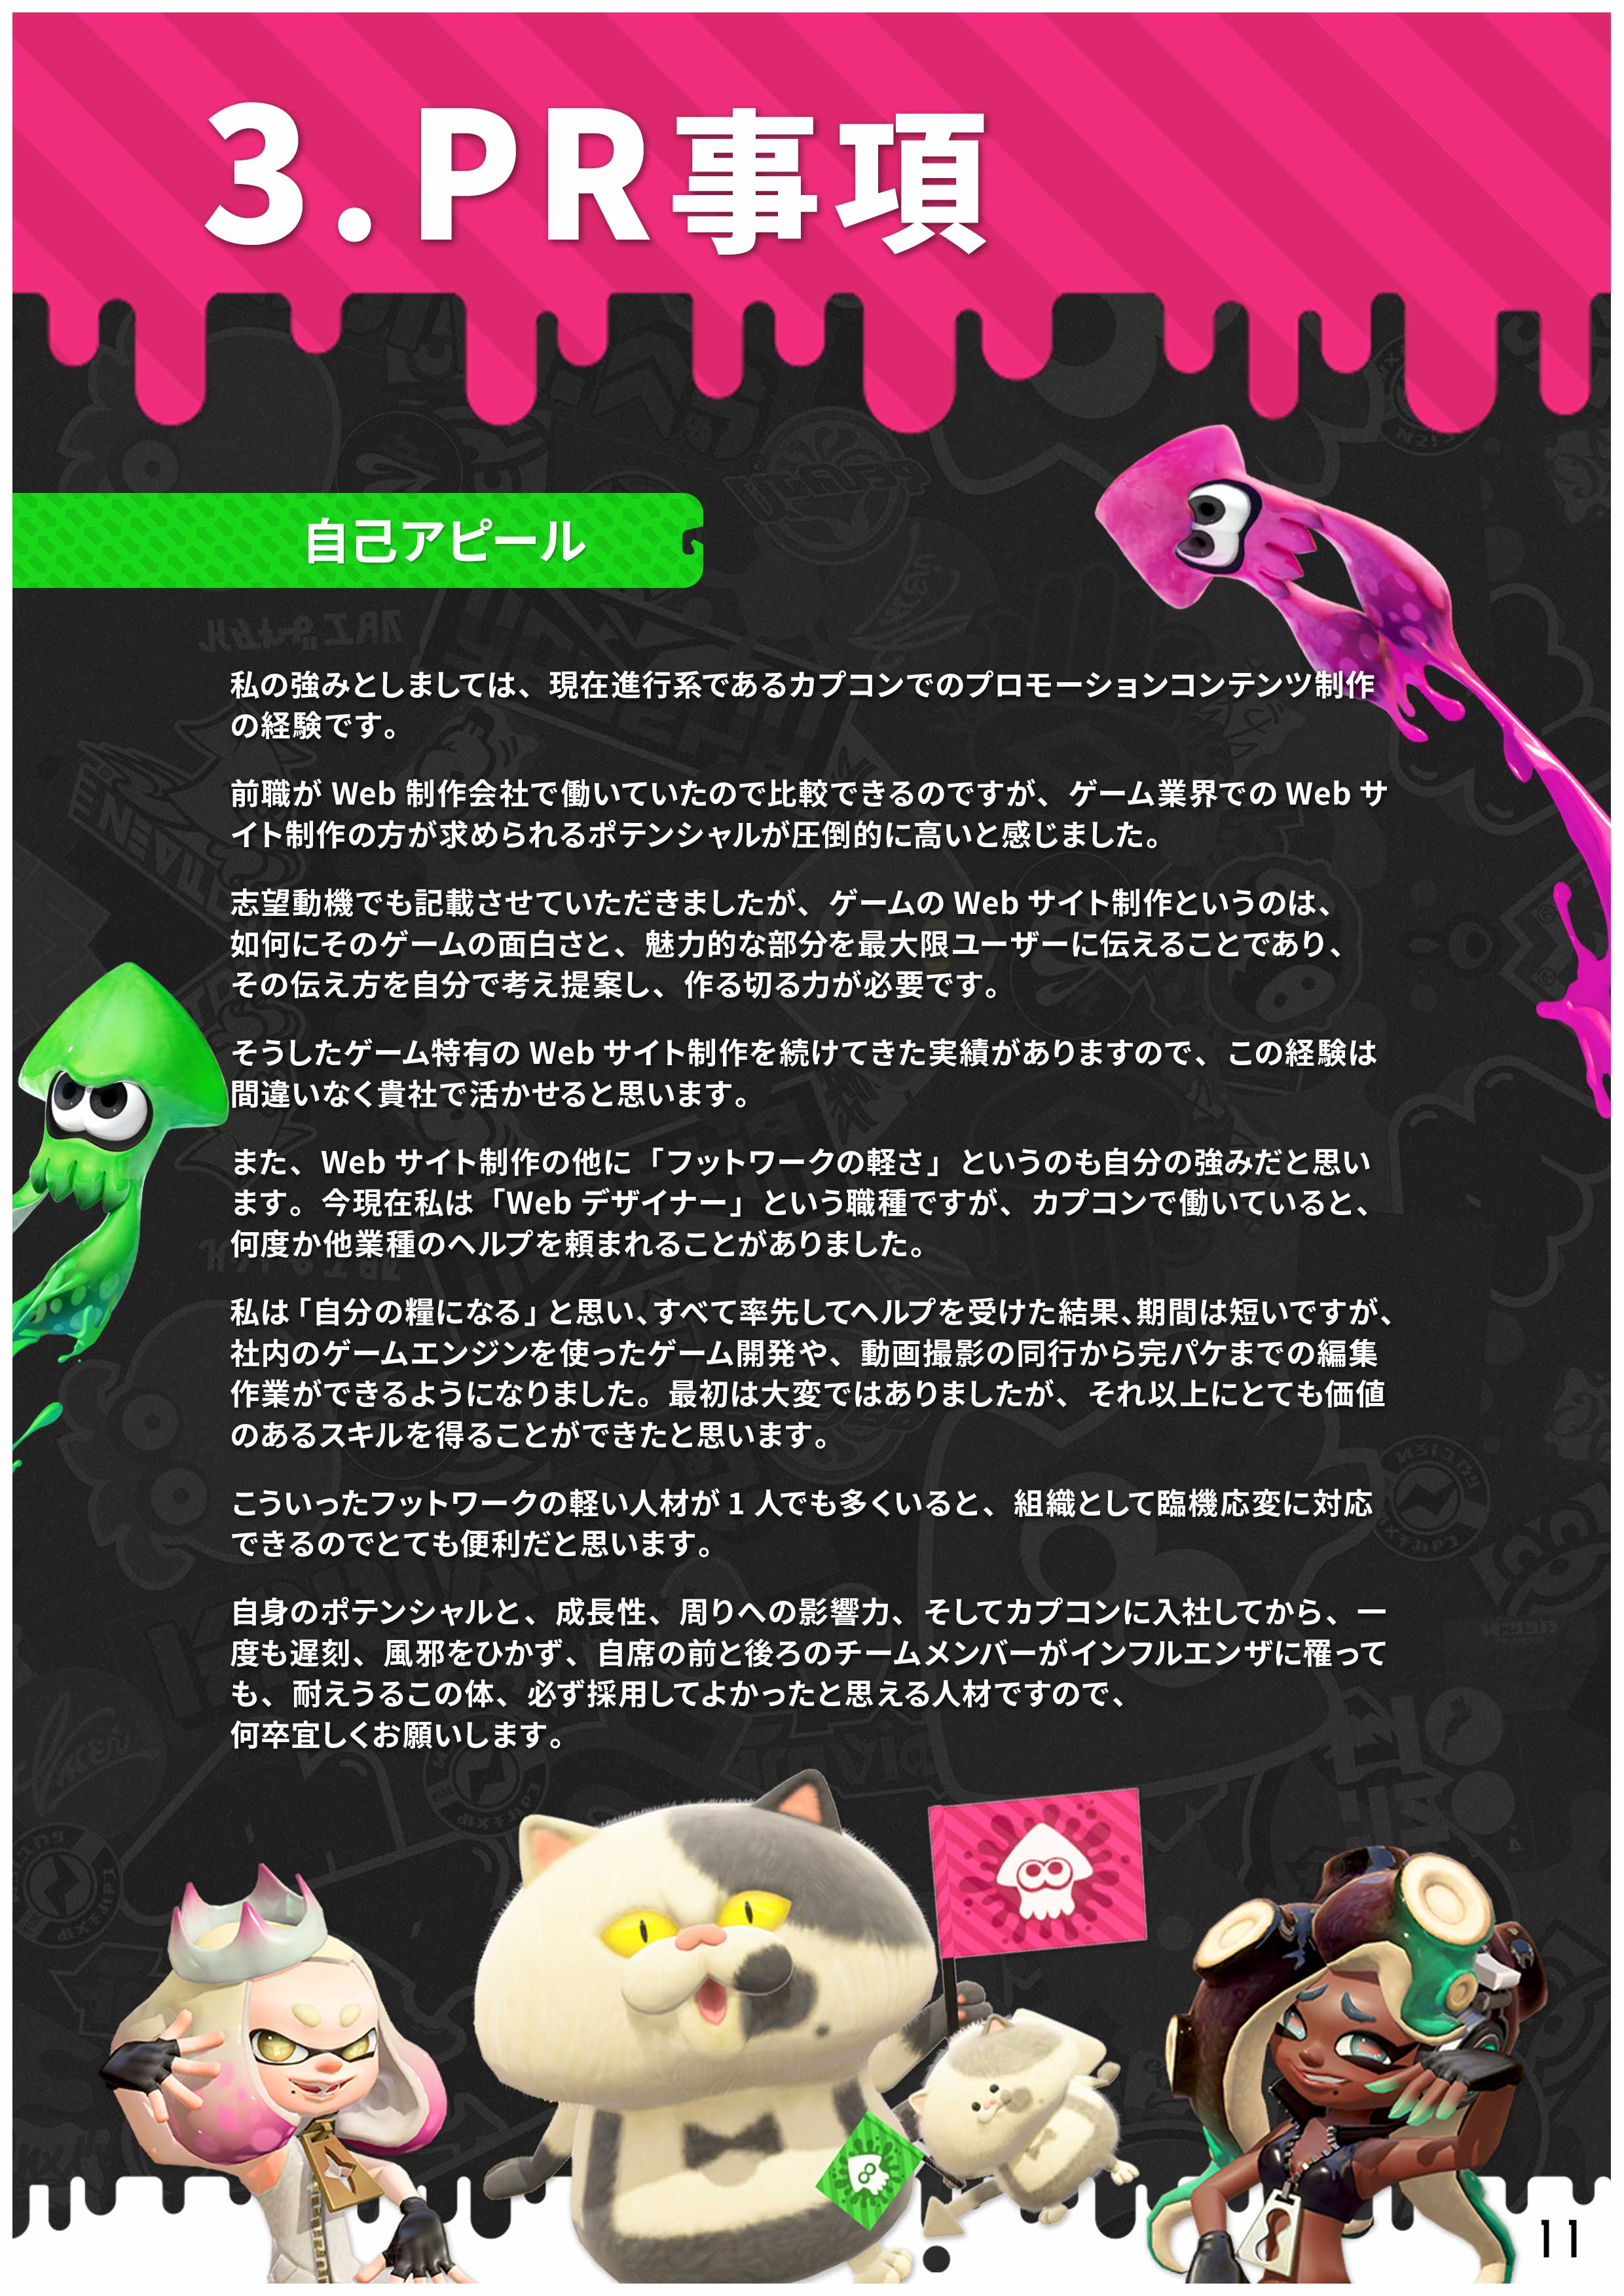 3.PR事項
自己アピール
私の強みとしましては、現在進行系であるカプコンでのプロモーションコンテンツ制作
の経験です。
前職が Web 制作会社で働いていたので比較できるのですが、ゲーム業界での Web サ
イト制作の方が求められるポテンシャルが圧倒的に高いと感じました。
志望動機でも記載させていただきましたが、ゲームの Web サイト制作というのは、
如何にそのゲームの面白さと、魅力的な部分を最大限ユーザーに伝えることであり、
その伝え方を自分で考え提案し、作る切る力が必要です。
そうしたゲーム特有の Web サイト制作を続けてきた実績がありますので、この経験は
間違いなく貴社で活かせると思います。
また、Web サイト制作の他に「フットワークの軽さ」というのも自分の強みだと思い
ます。今現在私は「Web デザイナー」という職種ですが、カプコンで働いていると、
何度か他業種のヘルプを頼まれることがありました。
私は「自分の糧になる」と思い、すべて率先してヘルプを受けた結果、期間は短いですが、
社内のゲームエンジンを使ったゲーム開発や、動画撮影の同行から完パケまでの編集
作業ができるようになりました。最初は大変ではありましたが、それ以上にとても価値
のあるスキルを得ることができたと思います。
こういったフットワークの軽い人材が 1 人でも多くいると、組織として臨機応変に対応
できるのでとても便利だと思います。
自身のポテンシャルと、成長性、周りへの影響力、そしてカプコンに入社してから、一
度も遅刻、風邪をひかず、自席の前と後ろのチームメンバーがインフルエンザに罹って
も、耐えうるこの体、必ず採用してよかったと思える人材ですので、
何卒宜しくお願いします。
11